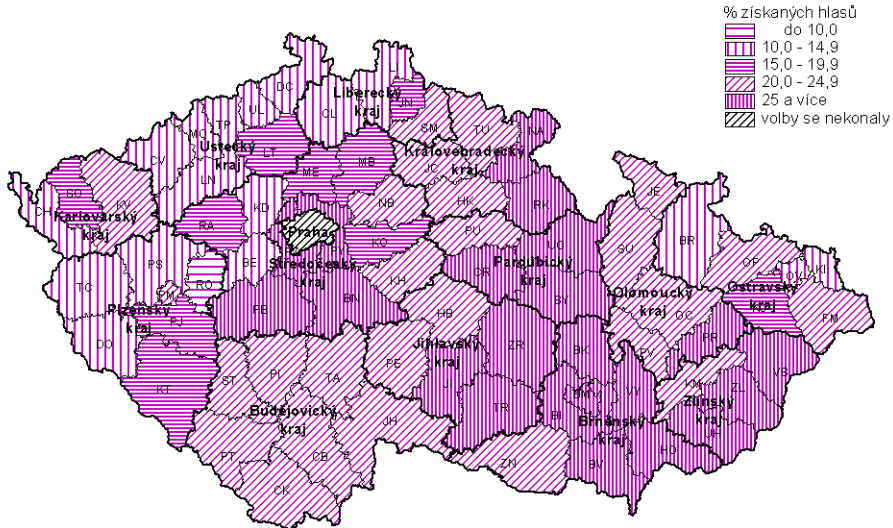 % získaných hlasů
do 10,0
10,0 - 14,9
15,0 - 19,9
20,0 - 24,9
25 a více
volby se nekonaly
DC
Liberecký
kraj
JN
UL
CL
TP
MO
SM
TU
NA
Ústecký
kraj
LT
CV
MB
Královehradecký
kraj
JC
ME
LN
SO
KV
JE
NB
HK
RK
CH
Karlovarský
kraj
RA
KD
Praha
PU
UO
SU
BR
KO
PS
BE
Středočeský
kraj
OP
OV
KI
TC
RO
KH
CR
Pardubický
kraj
PM
BN
SY
Olomoucký
kraj
Ostravský
kraj
Plzeňský
kraj
PJ
PB
HB
OC
FM
DO
Jihlavský
kraj
ZR
BK
PV
PR
PE
VS
KT
ST
PI
TA
JI
BM
VY
KM
ZL
TR
BI
Zlínský
kraj
Budějovický
kraj
JH
Brněnský
kraj
UH
PT
CB
HO
ZN
BV
CK